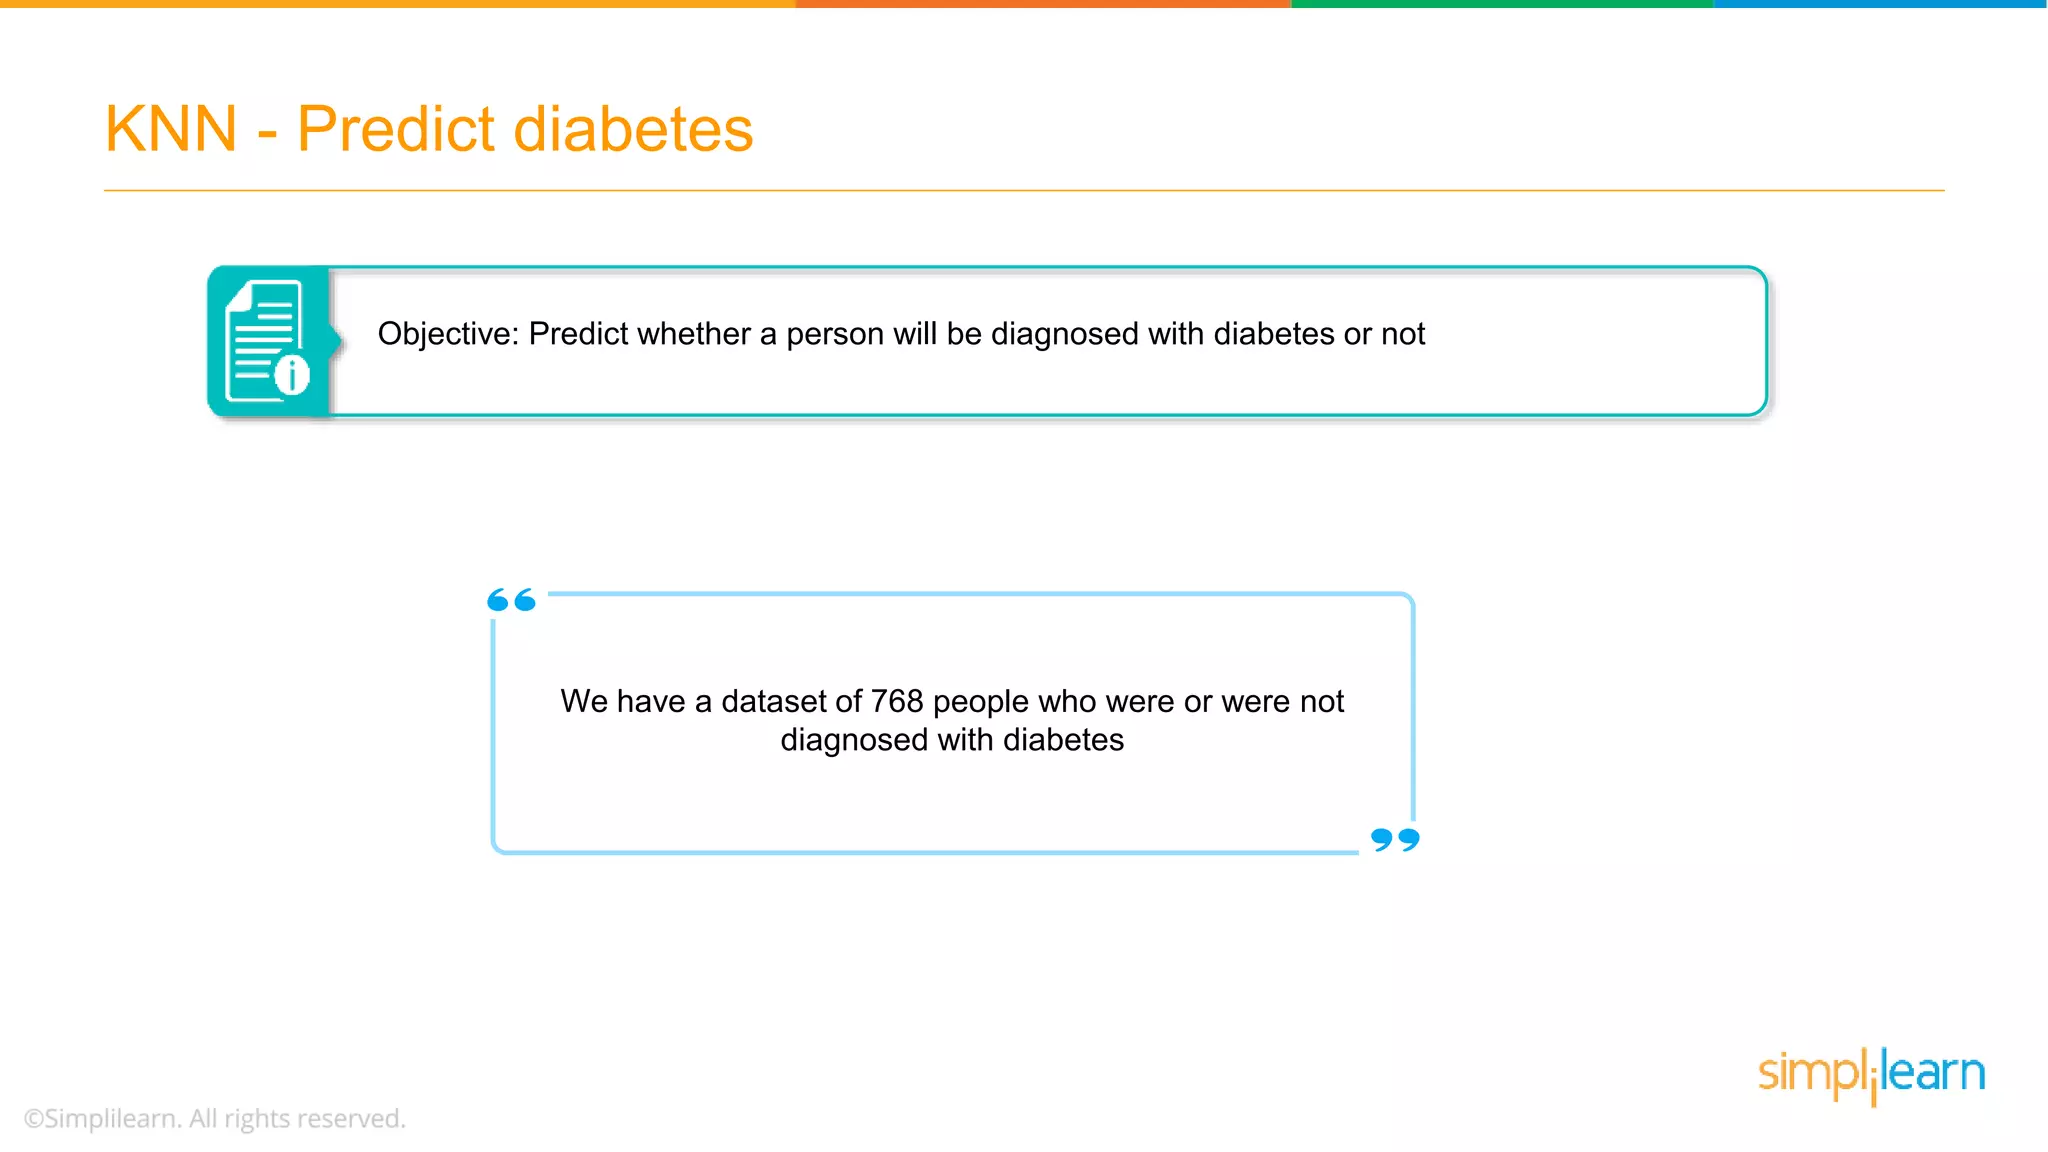 KNN - Predict diabetes
Objective: Predict whether a person will be diagnosed with diabetes or not
“
We have a dataset of 768 people who were or were not
diagnosed with diabetes
”
simplilearn
©Simplilearn. All rights reserved.